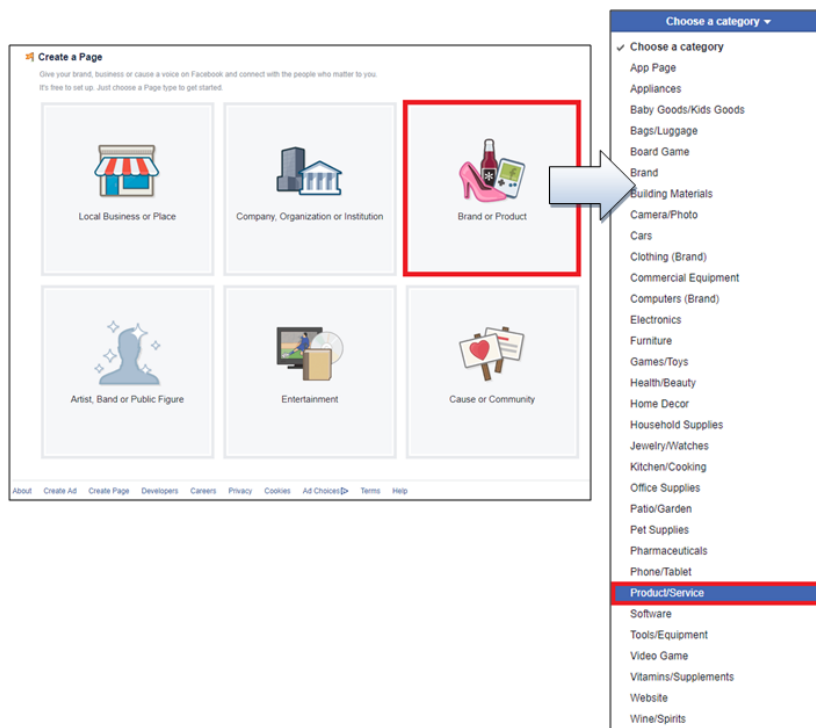 Create a Page
Give your brand, business or cause a voice on Facebook and connect with the people who matter to you.
It's free to set up. Just choose a Page type to get started.
Local Business or Place
Company, Organization or Institution
Brand or Product
Artist, Band or Public Figure
Entertainment
Cause or Community
About Create Ad Create Page Developers Careers Privacy Cookies Ad Choices Terms Help
Choose a category
Choose a category
App Page
Appliances
Baby Goods/Kids Goods
Bags/Luggage
Board Game
Brand
Building Materials
Camera/Photo
Cars
Clothing (Brand)
Commercial Equipment
Computers (Brand)
Electronics
Furniture
Games/Toys
Health/Beauty
Home Decor
Household Supplies
Jewelry/Watches
Kitchen/Cooking
Office Supplies
Patio/Garden
Pet Supplies
Pharmaceuticals
Phone/Tablet
Product/Service
Software
Tools/Equipment
Video Game
Vitamins/Supplements
Website
Wine/Spirits